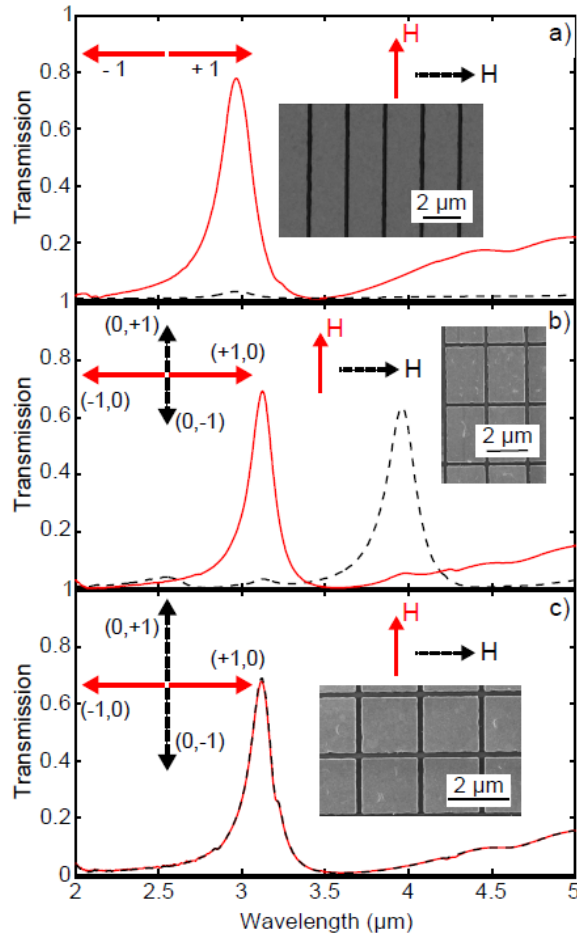 1
a)
H
H
- 1
+ 1
0.8
0.6
0.4
0.2
Transmission
2 µm
1
b)
(0,+1)
H
H
(+1,0)
0.8
(-1,0)
(0,-1)
0.6
0.4
0.2
Transmission
2 µm
1
c)
(0,+1)
H
H
(+1,0)
0.8
0.6
(-1,0)
(0,-1)
0.4
0.2
0
Transmission
2 µm
2
2.5
3
3.5
4
4.5
5
Wavelength (µm)